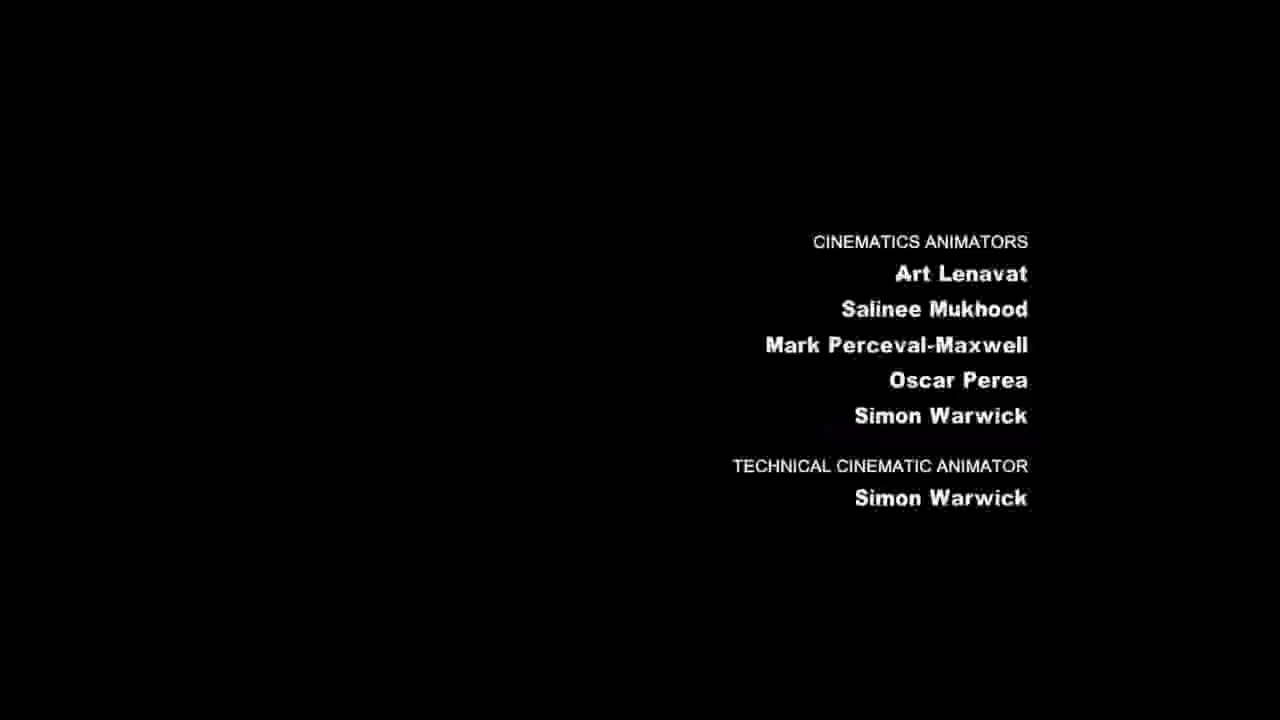 CINEMATICS ANIMATORS
Art Lenavat
Salinee Mukhood
Mark Perceval-Maxwell
Oscar Perea
Simon Warwick
TECHNICAL CINEMATIC ANIMATOR
Simon Warwick